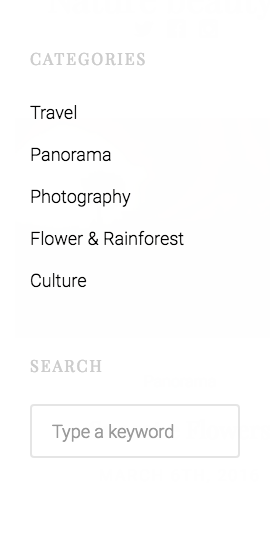 CATEGORIES
Travel
Panorama
Photography
Flower & Rainforest
Culture
SEARCH
Type a keyword